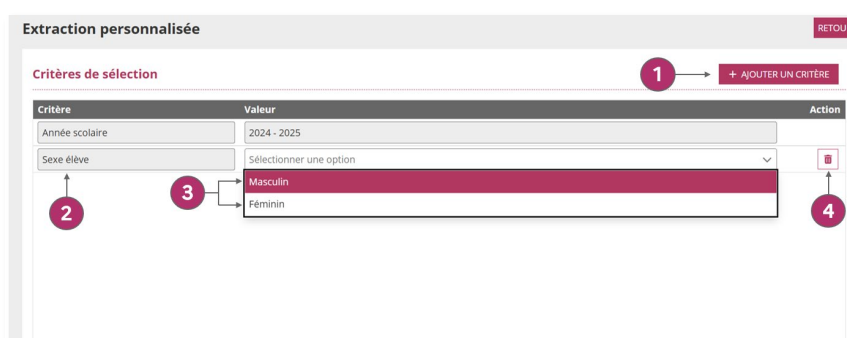 Extraction personnalisée
RETOU
Critères de sélection
1
+ AJOUTER UN CRITÈRE
Critère Valeur Action
Année scolaire 2024 - 2025
Sexe élève Sélectionner une option
Masculin
3
Féminin
2
4